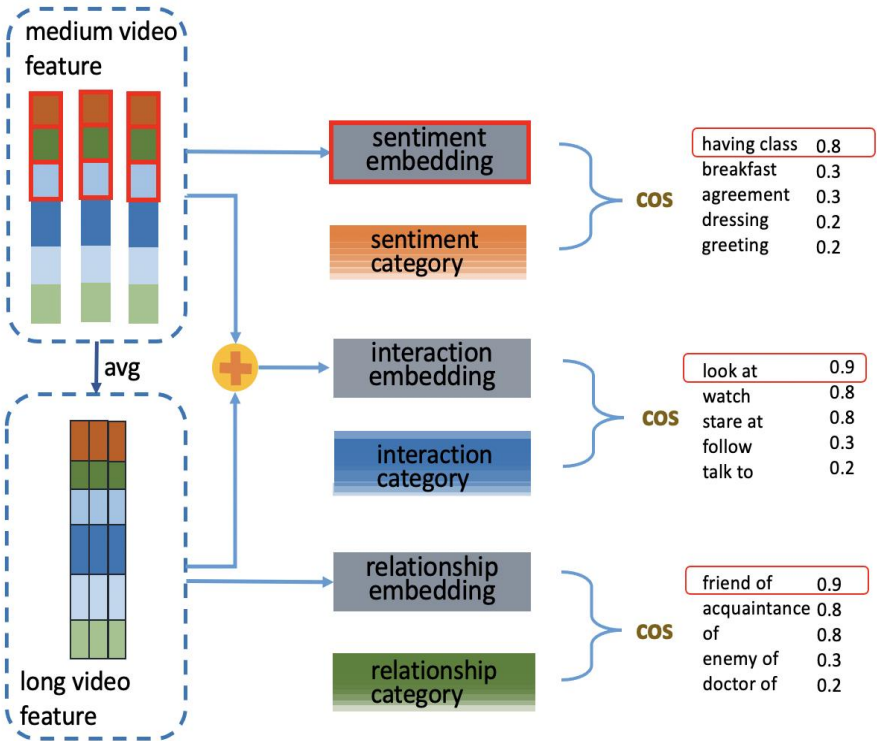 medium video
feature
avg
long video
feature
sentiment
embedding
sentiment
category
cos
having class 0.8
breakfast 0.3
agreement 0.3
dressing 0.2
greeting 0.2
interaction
embedding
interaction
category
cos
look at 0.9
watch 0.8
stare at 0.8
follow 0.3
talk to 0.2
relationship
embedding
relationship
category
cos
friend of 0.9
acquaintance 0.8
of 0.8
enemy of 0.3
doctor of 0.2